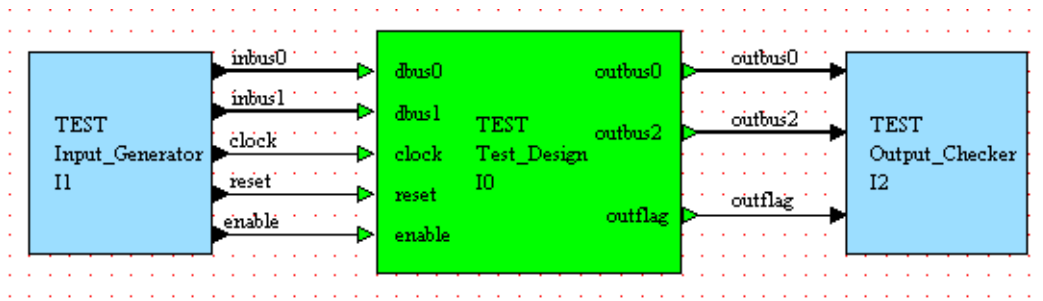 TEST
Input_Generator
I1
inbus0
inbus1
clock
reset
enable
dbus0
dbus1
clock
reset
enable
TEST
Test_Design
I0
outbus0
outbus2
outflag
outbus0
outbus2
outflag
TEST
Output_Checker
I2